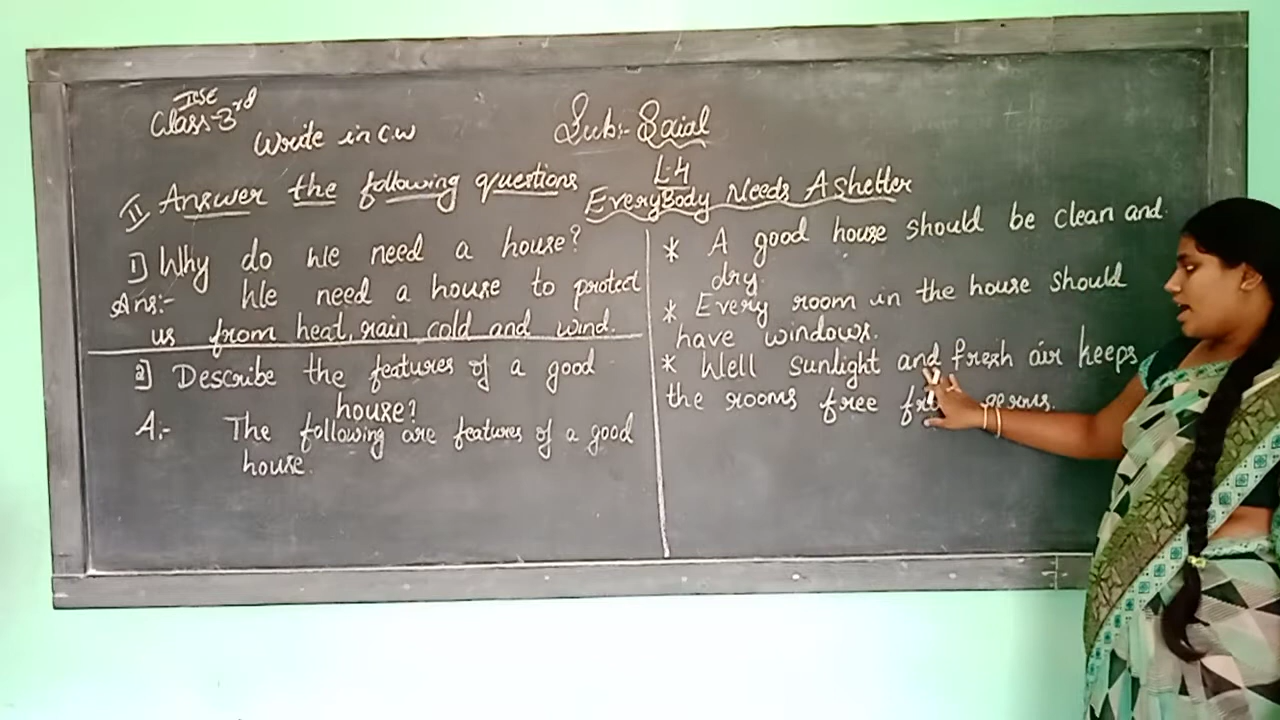 ICSE
Class-3rd
Write in c.w
Sub:- Soial
L.4
EveryBody Needs A shelter
II Answer the following questions
1] Why do We need a house?
Ans:- We need a house to protect
us from heat, rain cold and wind.
2] Describe the features of a good
house?
A.- The following are features of a good
house.
* A good house should be clean and
dry.
* Every room in the house should
have windows.
* Well sunlight and fresh air keeps
the rooms free germs.